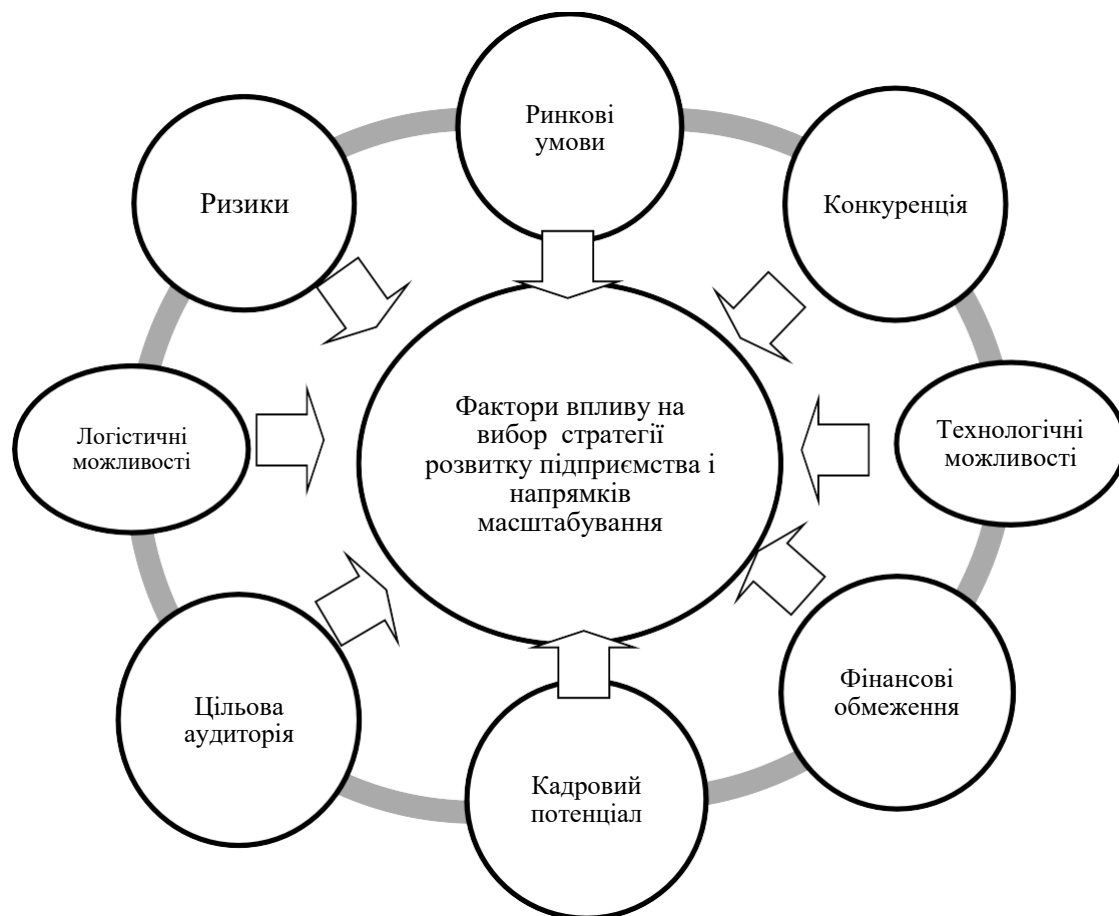 Ринкові
умови
Ризики
Конкуренція
Логістичні
можливості
Фактори впливу на
вибор стратегії
розвитку підприємства і
напрямків
масштабування
Технологічні
можливості
Цільова
аудиторія
Фінансові
обмеження
Кадровий
потенціал